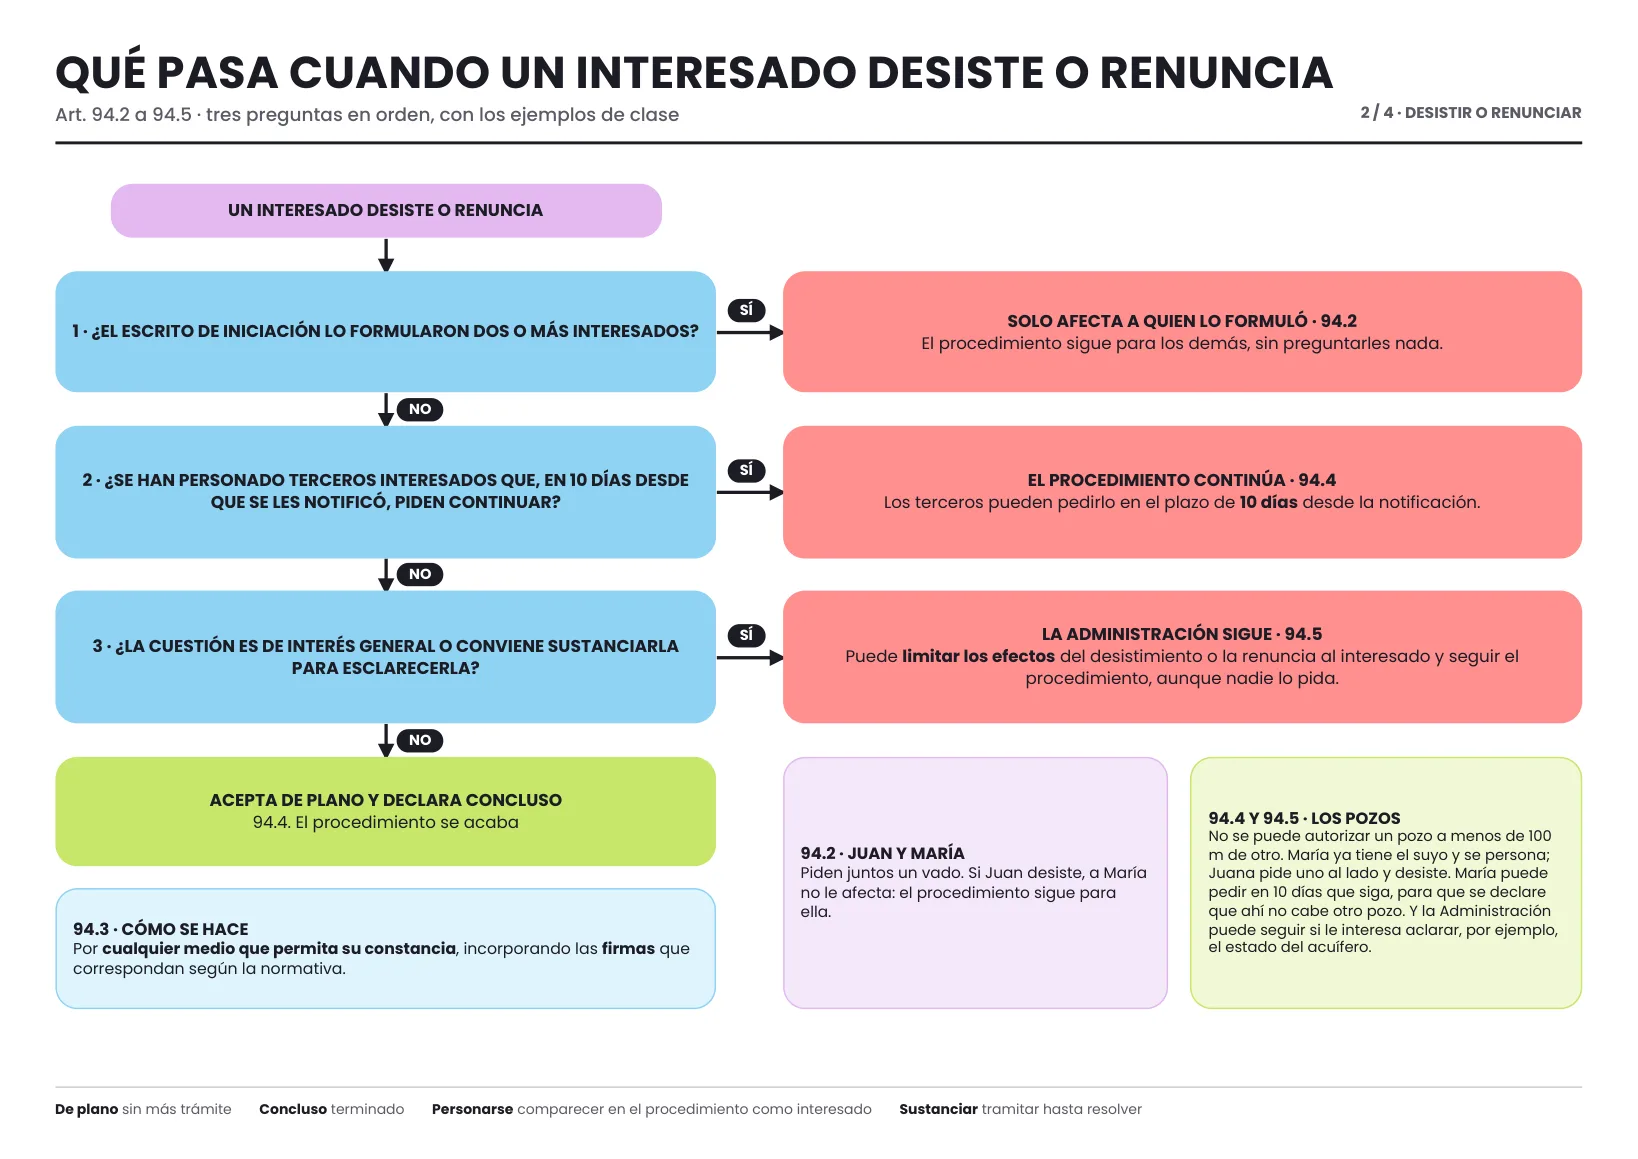 QUÉ PASA CUANDO UN INTERESADO DESISTE O RENUNCIA
Art. 94.2 a 94.5 · tres preguntas en orden, con los ejemplos de clase
2 / 4 · DESISTIR O RENUNCIAR
UN INTERESADO DESISTE O RENUNCIA
1 · ¿EL ESCRITO DE INICIACIÓN LO FORMULARON DOS O MÁS INTERESADOS?
SÍ
SOLO AFECTA A QUIEN LO FORMULÓ · 94.2
El procedimiento sigue para los demás, sin preguntarles nada.
NO
2 · ¿SE HAN PERSONADO TERCEROS INTERESADOS QUE, EN 10 DÍAS DESDE
QUE SE LES NOTIFICÓ, PIDEN CONTINUAR?
SÍ
EL PROCEDIMIENTO CONTINÚA · 94.4
Los terceros pueden pedirlo en el plazo de 10 días desde la notificación.
NO
3 · ¿LA CUESTIÓN ES DE INTERÉS GENERAL O CONVIENE SUSTANCIARLA
PARA ESCLARECERLA?
SÍ
LA ADMINISTRACIÓN SIGUE · 94.5
Puede limitar los efectos del desistimiento o la renuncia al interesado y seguir el
procedimiento, aunque nadie lo pida.
NO
ACEPTA DE PLANO Y DECLARA CONCLUSO
94.4. El procedimiento se acaba
94.3 · CÓMO SE HACE
Por cualquier medio que permita su constancia, incorporando las firmas que
correspondan según la normativa.
94.2 · JUAN Y MARÍA
Piden juntos un vado. Si Juan desiste, a María
no le afecta: el procedimiento sigue para
ella.
94.4 Y 94.5 · LOS POZOS
No se puede autorizar un pozo a menos de 100
m de otro. María ya tiene el suyo y se persona;
Juana pide uno al lado y desiste. María puede
pedir en 10 días que siga, para que se declare
que ahí no cabe otro pozo. Y la Administración
puede seguir si le interesa aclarar, por ejemplo,
el estado del acuífero.
De plano sin más trámite Concluso terminado Personarse comparecer en el procedimiento como interesado Sustanciar tramitar hasta resolver